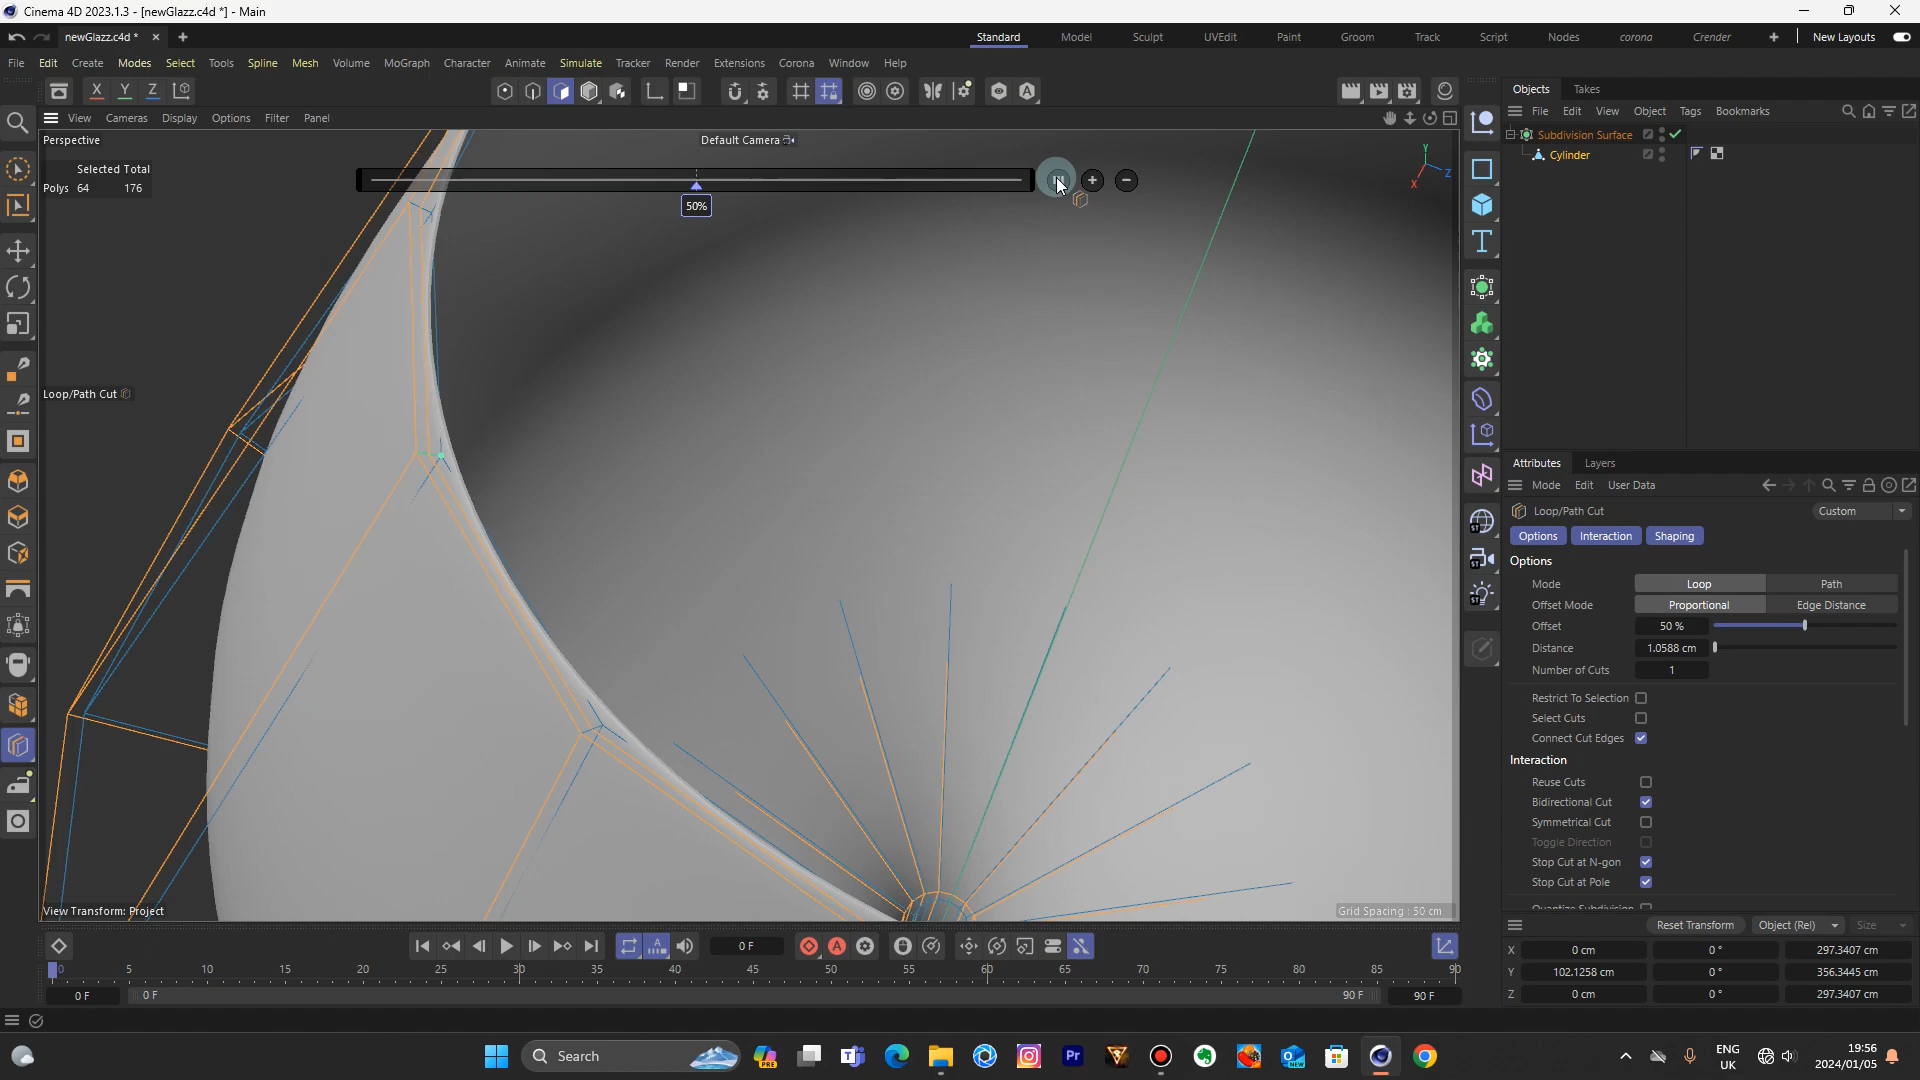 Cinema 4D 2023.1.3 - [newGlazz.c4d *] - Main
newGlazz.c4d *
Standard Model Sculpt UVEdit Paint Groom Track Script Nodes corona Crender New Layouts
File Edit Create Modes Select Tools Spline Mesh Volume MoGraph Character Animate Simulate Tracker Render Extensions Corona Window Help
X Y Z
Objects Takes
File Edit View Object Tags Bookmarks
View Cameras Display Options Filter Panel
Perspective
Default Camera
Subdivision Surface
Cylinder
Selected Total
Polys 64 176
50%
Y
Z
X
Loop/Path Cut
Attributes Layers
Mode Edit User Data
Loop/Path Cut
Custom
Options Interaction Shaping
Options
Mode Loop Path
Offset Mode Proportional Edge Distance
Offset 50 %
Distance 1.0588 cm
Number of Cuts 1
Restrict To Selection
Select Cuts
Connect Cut Edges
Interaction
Reuse Cuts
Bidirectional Cut
Symmetrical Cut
Toggle Direction
Stop Cut at N-gon
Stop Cut at Pole
Quantize Subdivision
View Transform: Project
Grid Spacing : 50 cm
0 F
Reset Transform Object (Rel) Size
X 0 cm 0 ° 297.3407 cm
Y 102.1258 cm 0 ° 356.3445 cm
Z 0 cm 0 ° 297.3407 cm
0 5 10 15 20 25 30 35 40 45 50 55 60 65 70 75 80 85 90
0 F 0 F 90 F 90 F
Search
ENG
UK
19:56
2024/01/05